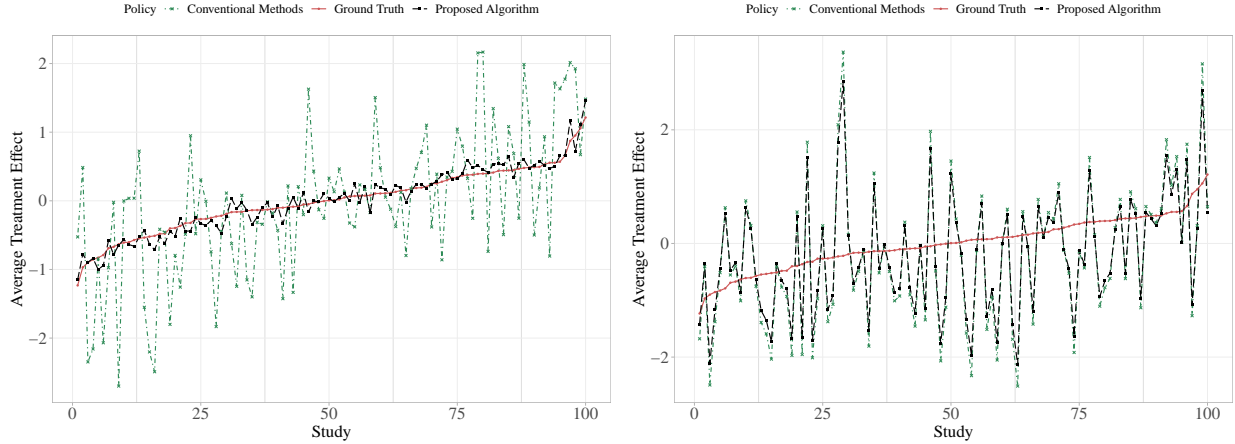 Policy Conventional Methods Ground Truth Proposed Algorithm
Average Treatment Effect
2
1
0
−1
−2
0 25 50 75 100
Study
Policy Conventional Methods Ground Truth Proposed Algorithm
Average Treatment Effect
2
0
−2
0 25 50 75 100
Study